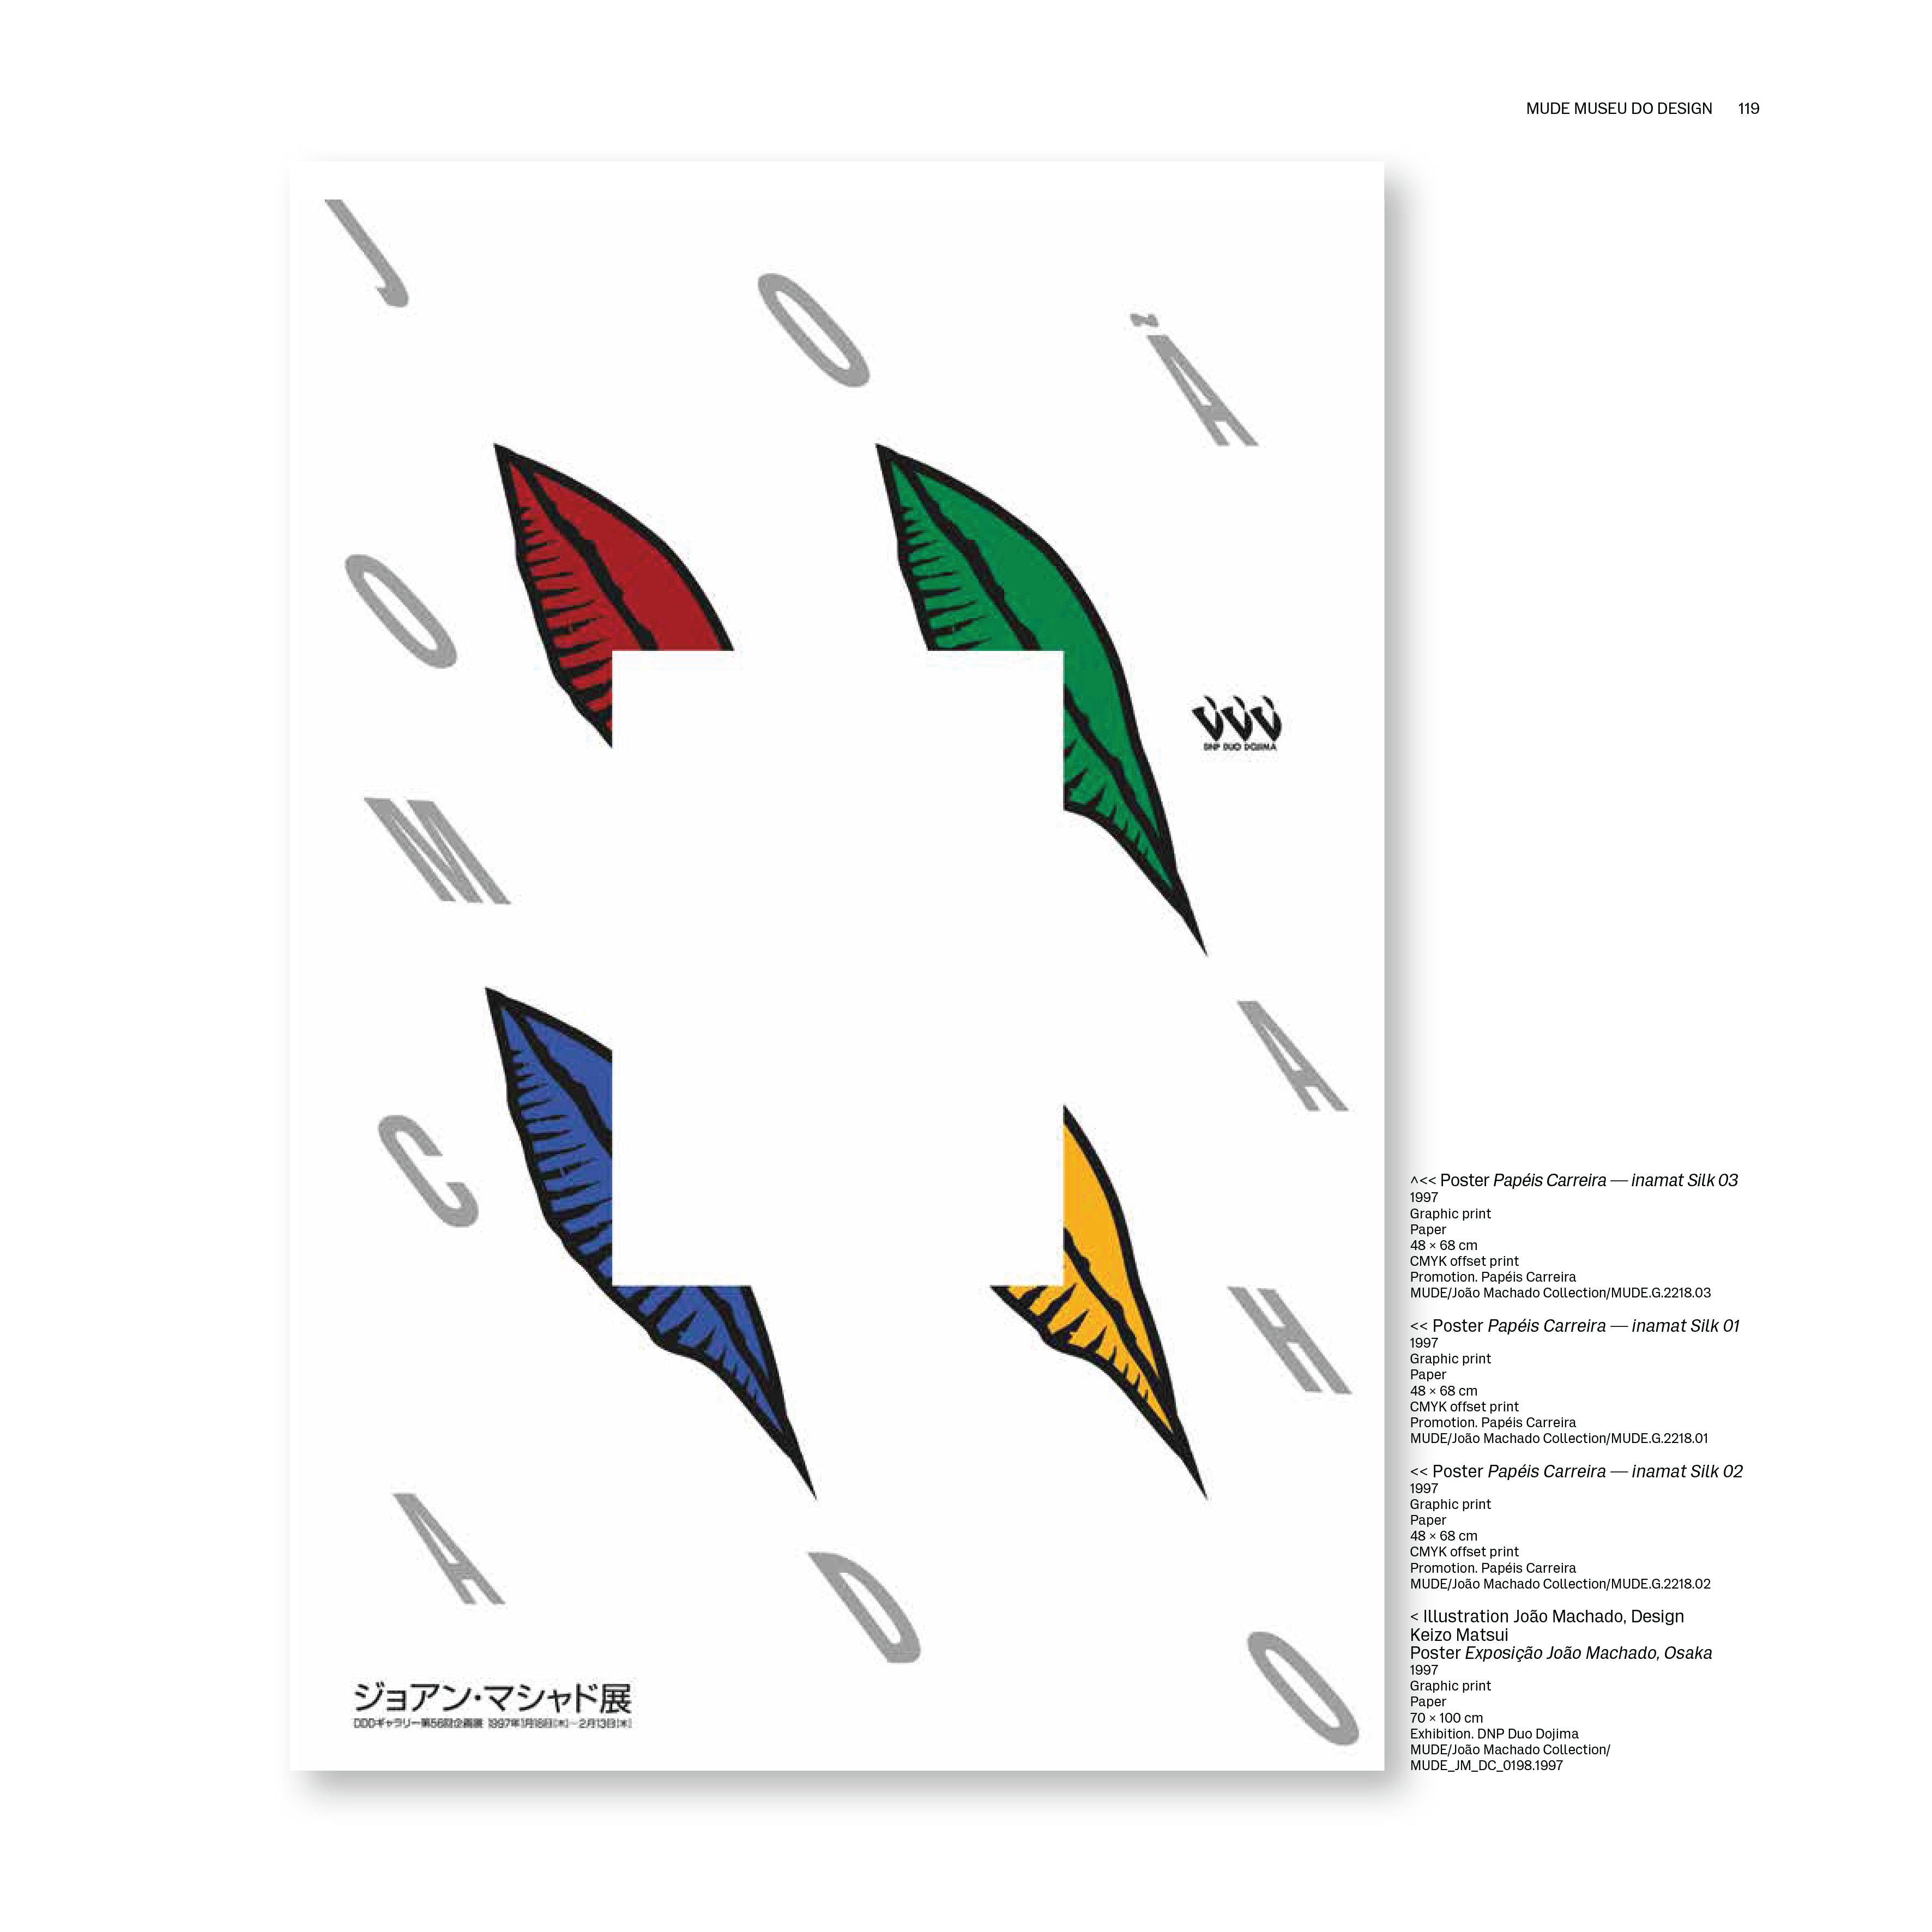 MUDE MUSEU DO DESIGN 119
J O Ã
O
M
A
C
H
A D O
DNP DUO DOJIMA
ジョアン・マシャド展
DDDギャラリー第56回企画展 1997年1月16日[木]―2月13日[木]
^<< Poster Papéis Carreira — inamat Silk 03
1997
Graphic print
Paper
48 × 68 cm
CMYK offset print
Promotion. Papéis Carreira
MUDE/João Machado Collection/MUDE.G.2218.03
<< Poster Papéis Carreira — inamat Silk 01
1997
Graphic print
Paper
48 × 68 cm
CMYK offset print
Promotion. Papéis Carreira
MUDE/João Machado Collection/MUDE.G.2218.01
<< Poster Papéis Carreira — inamat Silk 02
1997
Graphic print
Paper
48 × 68 cm
CMYK offset print
Promotion. Papéis Carreira
MUDE/João Machado Collection/MUDE.G.2218.02
< Illustration João Machado, Design
Keizo Matsui
Poster Exposição João Machado, Osaka
1997
Graphic print
Paper
70 × 100 cm
Exhibition. DNP Duo Dojima
MUDE/João Machado Collection/
MUDE_JM_DC_0198.1997